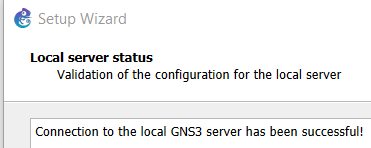 Setup Wizard
Local server status
Validation of the configuration for the local server
Connection to the local GNS3 server has been successful!